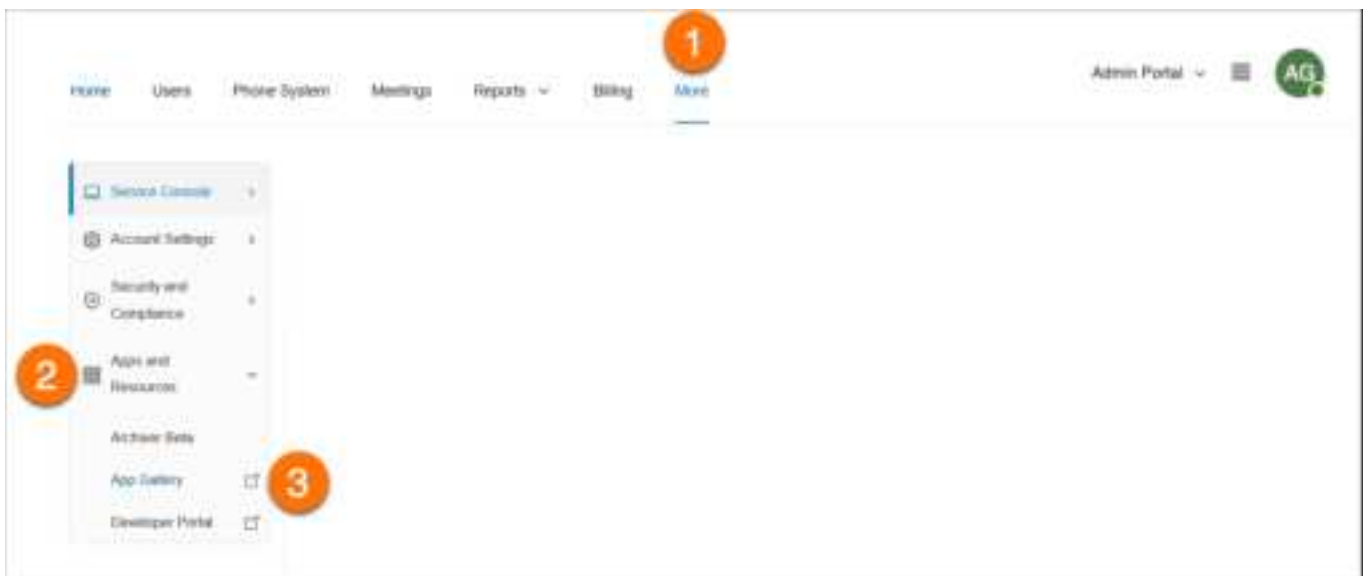 1
Admin Portal
AG
Home Users Phone System Meetings Reports Billing More
Service Console
Account Settings
Security and
Compliance
2
Apps and
Resources
Archiver Beta
App Gallery
3
Developer Portal